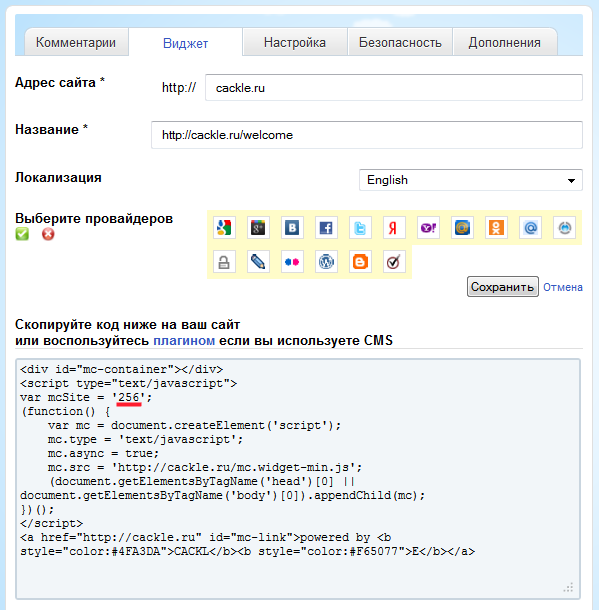 Комментарии Виджет Настройка Безопасность Дополнения
Адрес сайта * http:// cackle.ru
Название * http://cackle.ru/welcome
Локализация English
Выберите провайдеров
Сохранить Отмена
Скопируйте код ниже на ваш сайт
или воспользуйтесь плагином если вы используете CMS
<div id="mc-container"></div>
<script type="text/javascript">
var mcSite = '256';
(function() {
    var mc = document.createElement('script');
    mc.type = 'text/javascript';
    mc.async = true;
    mc.src = 'http://cackle.ru/mc.widget-min.js';
    (document.getElementsByTagName('head')[0] ||
document.getElementsByTagName('body')[0]).appendChild(mc);
})();
</script>
<a href="http://cackle.ru" id="mc-link">powered by <b
style="color:#4FA3DA">CACKL</b><b style="color:#F65077">E</b></a>